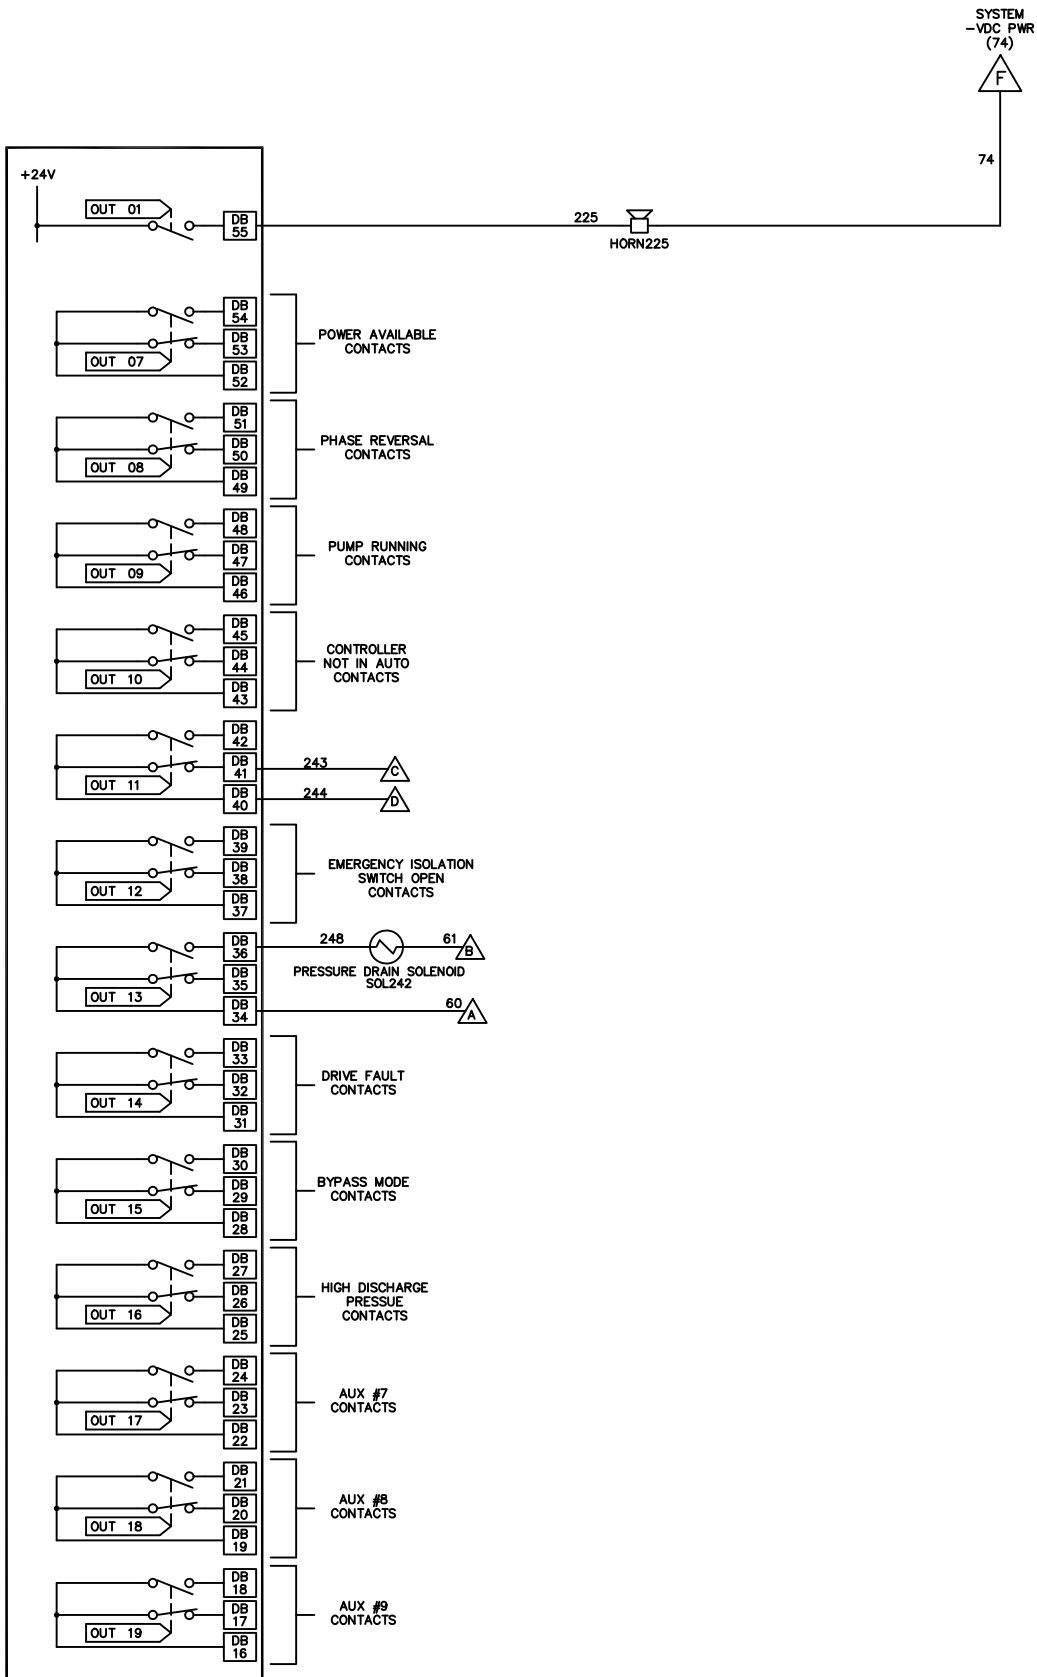 SYSTEM
-VDC PWR
(74)
F
74
+24V
OUT 01
DB
55
225
HORN225
DB
54
DB
53
OUT 07
DB
52
POWER AVAILABLE
CONTACTS
DB
51
DB
50
OUT 08
DB
49
PHASE REVERSAL
CONTACTS
DB
48
DB
47
OUT 09
DB
46
PUMP RUNNING
CONTACTS
DB
45
DB
44
OUT 10
DB
43
CONTROLLER
NOT IN AUTO
CONTACTS
DB
42
DB
41
243
C
OUT 11
DB
40
244
D
DB
39
DB
38
OUT 12
DB
37
EMERGENCY ISOLATION
SWITCH OPEN
CONTACTS
DB
36
248
61
B
PRESSURE DRAIN SOLENOID
SOL242
DB
35
OUT 13
DB
34
60
A
DB
33
DB
32
OUT 14
DB
31
DRIVE FAULT
CONTACTS
DB
30
DB
29
OUT 15
DB
28
BYPASS MODE
CONTACTS
DB
27
DB
26
OUT 16
DB
25
HIGH DISCHARGE
PRESSUE
CONTACTS
DB
24
DB
23
OUT 17
DB
22
AUX #7
CONTACTS
DB
21
DB
20
OUT 18
DB
19
AUX #8
CONTACTS
DB
18
DB
17
OUT 19
DB
16
AUX #9
CONTACTS